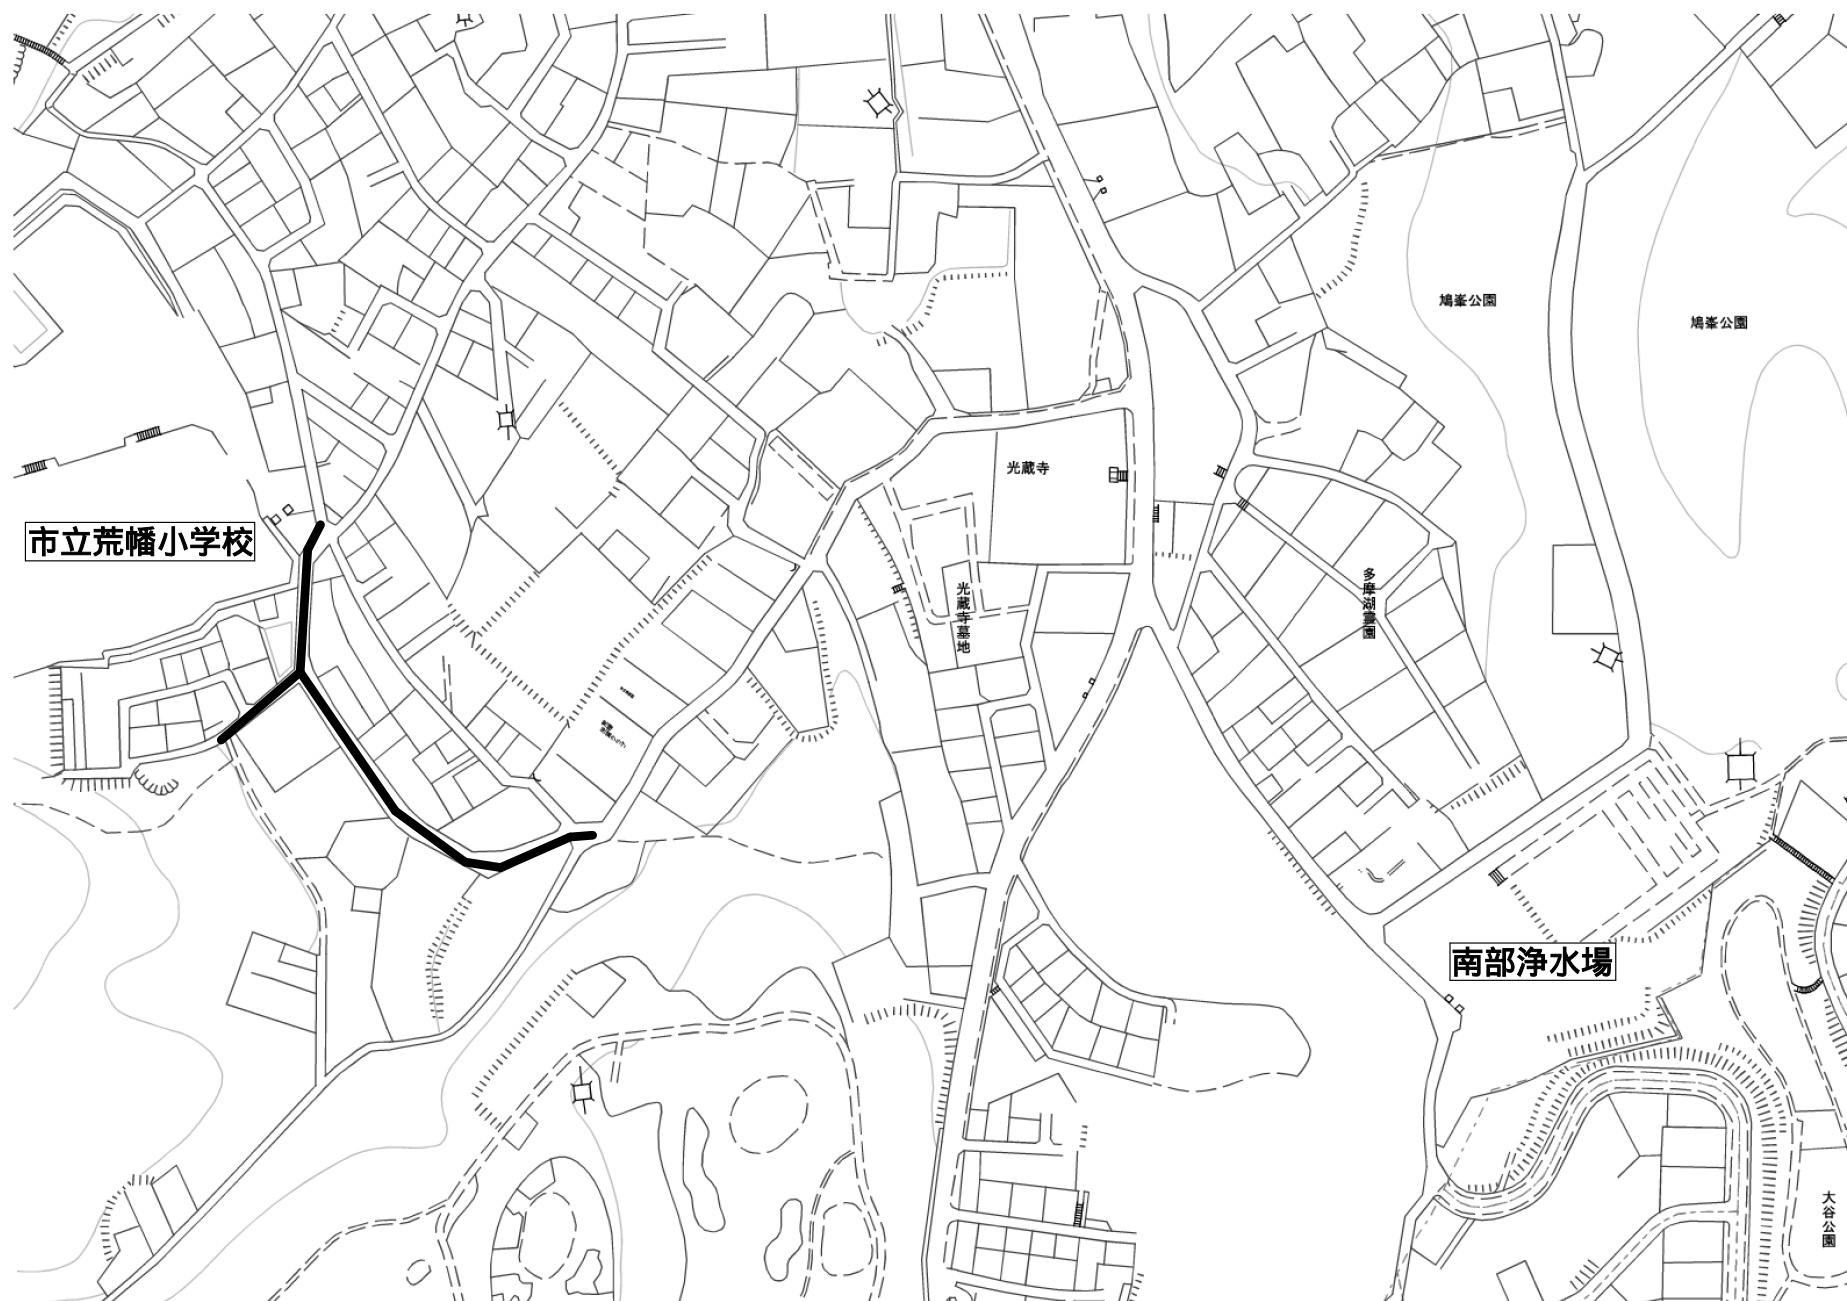 鳩峯公園
鳩峯公園
光蔵寺
市立荒幡小学校
光蔵寺墓地
多摩湖霊園
南部浄水場
大谷公園